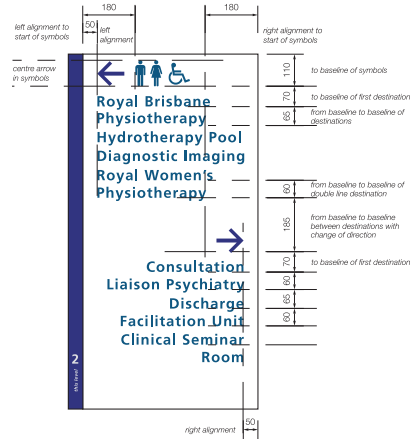 left alignment to
start of symbols
180
50
left
alignment
180
right alignment to
start of symbols
centre arrow
in symbols
110
to baseline of symbols
Royal Brisbane
Physiotherapy
Hydrotherapy Pool
Diagnostic Imaging
Royal Women's
Physiotherapy
70
to baseline of first destination
65
from baseline to baseline of
destinations
60
from baseline to baseline of
double line destination
185
from baseline to baseline
between destinations with
change of direction
Consultation
Liaison Psychiatry
Discharge
Facilitation Unit
Clinical Seminar
Room
70
to baseline of first destination
60
65
60
2
this level
right alignment
50